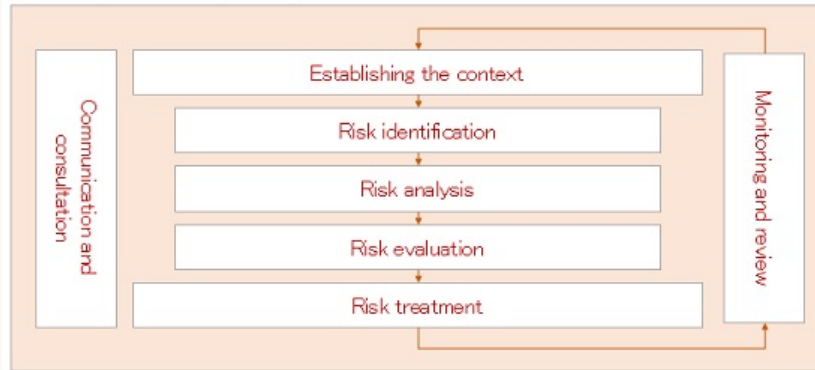 Communication and
consultation
Establishing the context
Risk identification
Risk analysis
Risk evaluation
Risk treatment
Monitoring and review